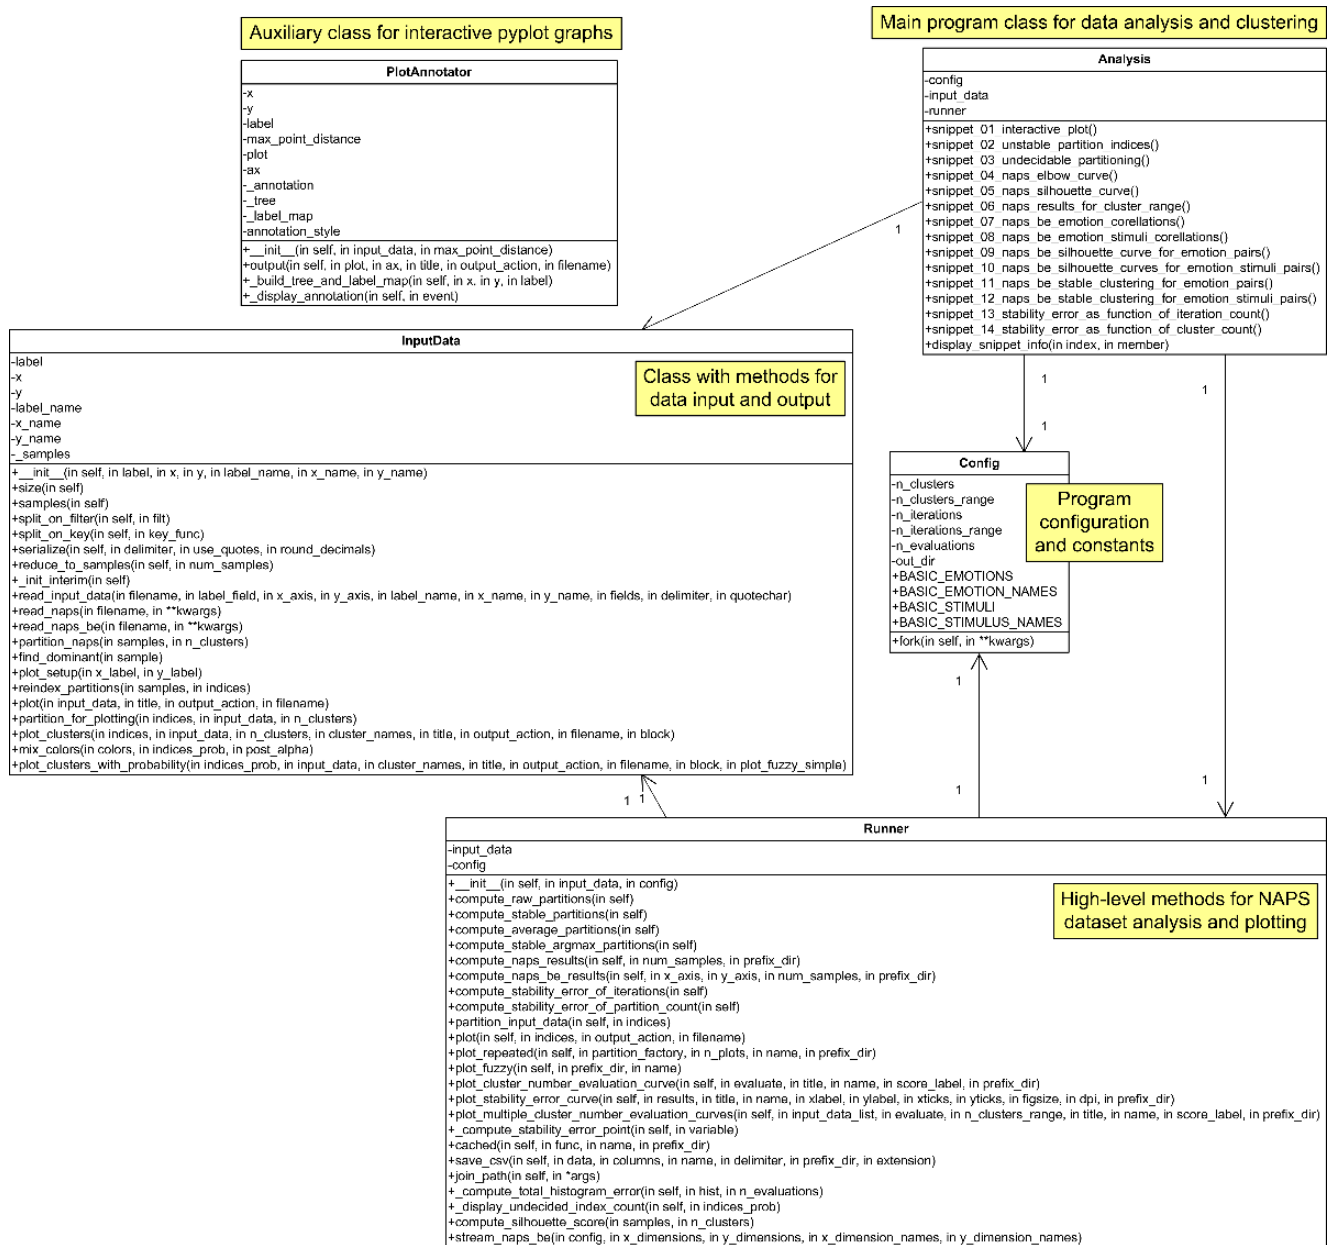 Auxiliary class for interactive pyplot graphs
PlotAnnotator
-x
-y
-label
-max_point_distance
-plot
-ax
-_annotation
-_tree
-_label_map
-annotation_style
+__init__(in self, in input_data, in max_point_distance)
+output(in self, in plot, in ax, in title, in output_action, in filename)
+_build_tree_and_label_map(in self, in x, in y, in label)
+_display_annotation(in self, in event)
Main program class for data analysis and clustering
Analysis
-config
-input_data
-runner
+snippet_01_interactive_plot()
+snippet_02_unstable_partition_indices()
+snippet_03_undecidable_partitioning()
+snippet_04_naps_elbow_curve()
+snippet_05_naps_silhouette_curve()
+snippet_06_naps_results_for_cluster_range()
+snippet_07_naps_be_emotion_corellations()
+snippet_08_naps_be_emotion_stimuli_corellations()
+snippet_09_naps_be_silhouette_curve_for_emotion_pairs()
+snippet_10_naps_be_silhouette_curves_for_emotion_stimuli_pairs()
+snippet_11_naps_be_stable_clustering_for_emotion_pairs()
+snippet_12_naps_be_stable_clustering_for_emotion_stimuli_pairs()
+snippet_13_stability_error_as_function_of_iteration_count()
+snippet_14_stability_error_as_function_of_cluster_count()
+display_snippet_info(in index, in member)
1
1
1
1
InputData
Class with methods for
data input and output
-label
-x
-y
-label_name
-x_name
-y_name
-_samples
+__init__(in self, in label, in x, in y, in label_name, in x_name, in y_name)
+size(in self)
+samples(in self)
+split_on_filter(in self, in filt)
+split_on_key(in self, in key_func)
+serialize(in self, in delimiter, in use_quotes, in round_decimals)
+reduce_to_samples(in self, in num_samples)
+_init_interim(in self)
+read_input_data(in filename, in label_field, in x_axis, in y_axis, in label_name, in x_name, in y_name, in fields, in delimiter, in quotechar)
+read_naps(in filename, in **kwargs)
+read_naps_be(in filename, in **kwargs)
+partition_naps(in samples, in n_clusters)
+find_dominant(in sample)
+plot_setup(in x_label, in y_label)
+reindex_partitions(in samples, in indices)
+plot(in input_data, in title, in output_action, in filename)
+partition_for_plotting(in indices, in input_data, in n_clusters)
+plot_clusters(in indices, in input_data, in n_clusters, in cluster_names, in title, in output_action, in filename, in block)
+mix_colors(in colors, in indices_prob, in post_alpha)
+plot_clusters_with_probability(in indices_prob, in input_data, in cluster_names, in title, in output_action, in filename, in block, in plot_fuzzy_simple)
Config
Program
configuration
and constants
-n_clusters
-n_clusters_range
-n_iterations
-n_iterations_range
-n_evaluations
-out_dir
+BASIC_EMOTIONS
+BASIC_EMOTION_NAMES
+BASIC_STIMULI
+BASIC_STIMULUS_NAMES
+fork(in self, in **kwargs)
1
1
1
1 1
Runner
High-level methods for NAPS
dataset analysis and plotting
-input_data
-config
+__init__(in self, in input_data, in config)
+compute_raw_partitions(in self)
+compute_stable_partitions(in self)
+compute_average_partitions(in self)
+compute_stable_argmax_partitions(in self)
+compute_naps_results(in self, in num_samples, in prefix_dir)
+compute_naps_be_results(in self, in x_axis, in y_axis, in num_samples, in prefix_dir)
+compute_stability_error_of_iterations(in self)
+compute_stability_error_of_partition_count(in self)
+partition_input_data(in self, in indices)
+plot(in self, in indices, in output_action, in filename)
+plot_repeated(in self, in partition_factory, in n_plots, in name, in prefix_dir)
+plot_fuzzy(in self, in prefix_dir, in name)
+plot_cluster_number_evaluation_curve(in self, in evaluate, in title, in name, in score_label, in prefix_dir)
+plot_stability_error_curve(in self, in results, in title, in name, in xlabel, in ylabel, in xticks, in yticks, in figsize, in dpi, in prefix_dir)
+plot_multiple_cluster_number_evaluation_curves(in self, in input_data_list, in evaluate, in n_clusters_range, in title, in name, in score_label, in prefix_dir)
+_compute_stability_error_point(in self, in variable)
+cached(in self, in func, in name, in prefix_dir)
+save_csv(in self, in data, in columns, in name, in delimiter, in prefix_dir, in extension)
+join_path(in self, in *args)
+_compute_total_histogram_error(in self, in hist, in n_evaluations)
+_display_undecided_index_count(in self, in indices_prob)
+compute_silhouette_score(in samples, in n_clusters)
+stream_naps_be(in config, in x_dimensions, in y_dimensions, in x_dimension_names, in y_dimension_names)